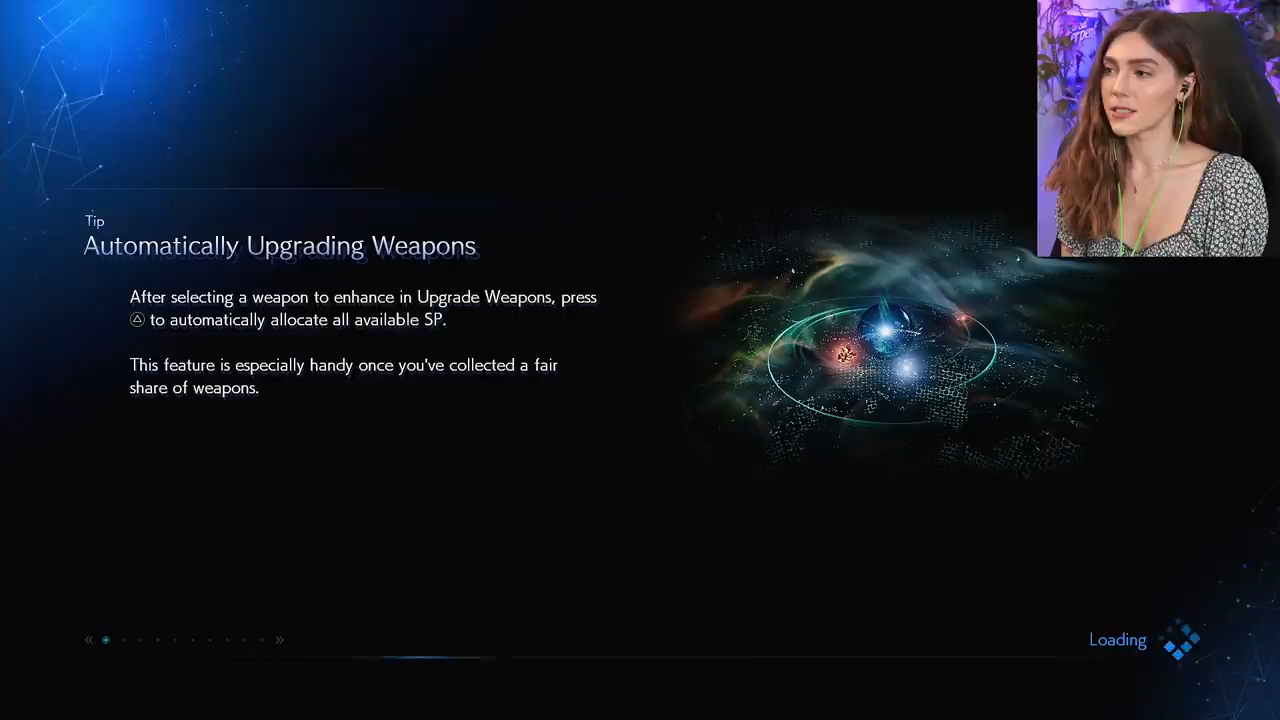 Tip
Automatically Upgrading Weapons
After selecting a weapon to enhance in Upgrade Weapons, press
△ to automatically allocate all available SP.
This feature is especially handy once you've collected a fair
share of weapons.
Loading